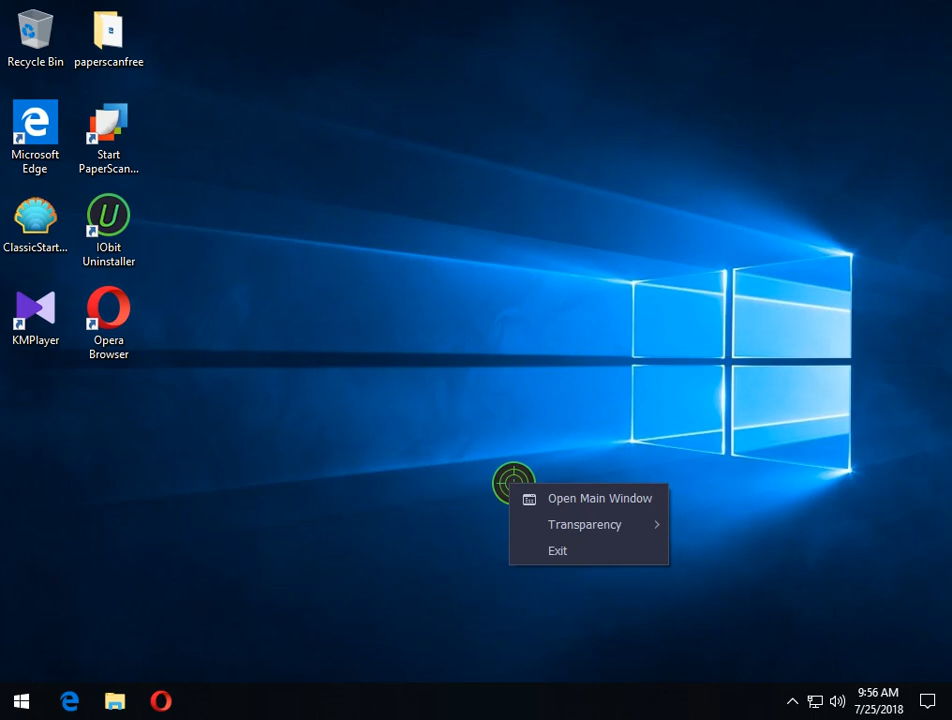 Recycle Bin
paperscanfree
Microsoft
Edge
Start
PaperScan...
ClassicStart...
IObit
Uninstaller
KMPlayer
Opera
Browser
Open Main Window
Transparency
Exit
9:56 AM
7/25/2018